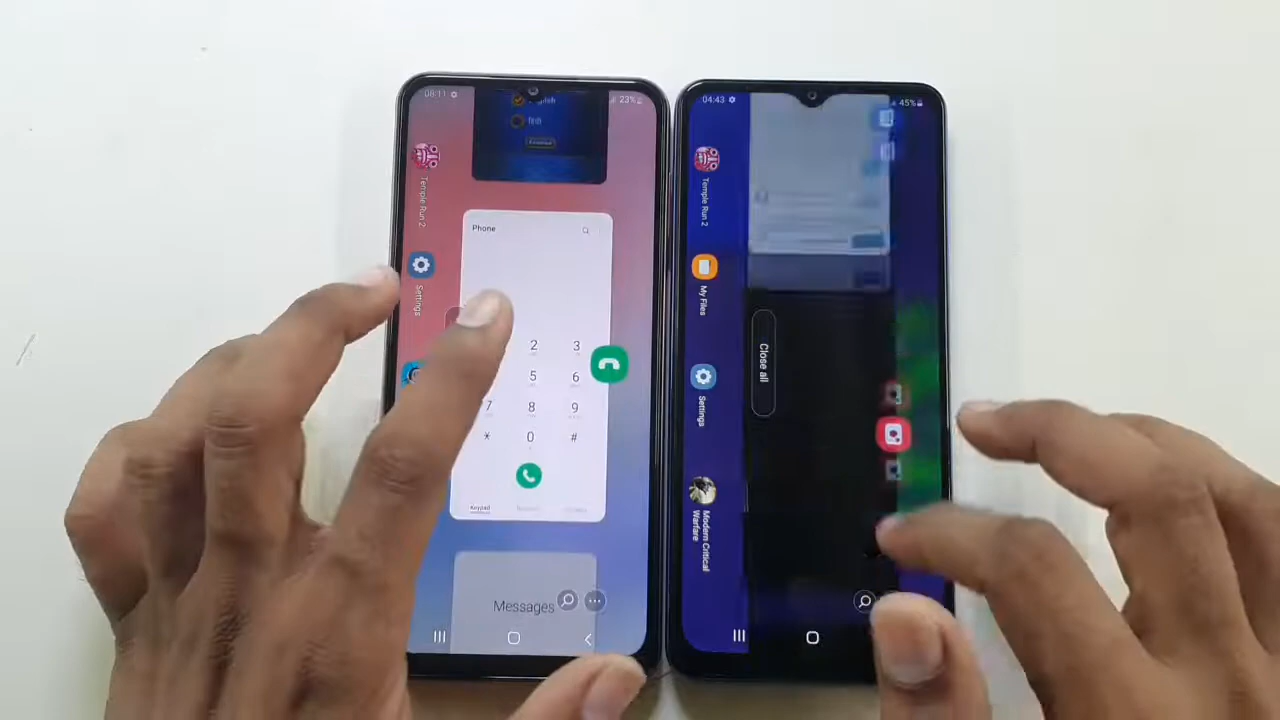 08:11
23%
English
हिंदी
Temple Run 2
Settings
Phone
2
3
5
6
7
8
9
*
0
#
Keypad
Messages
04:43
45%
Temple Run 2
My Files
Settings
Modern Critical
Warfare
Close all